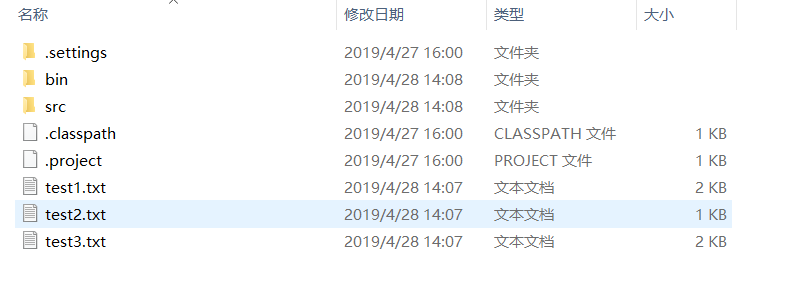 名称 修改日期 类型 大小
.settings 2019/4/27 16:00 文件夹
bin 2019/4/28 14:08 文件夹
src 2019/4/28 14:08 文件夹
.classpath 2019/4/27 16:00 CLASSPATH 文件 1 KB
.project 2019/4/27 16:00 PROJECT 文件 1 KB
test1.txt 2019/4/28 14:07 文本文档 2 KB
test2.txt 2019/4/28 14:07 文本文档 1 KB
test3.txt 2019/4/28 14:07 文本文档 2 KB